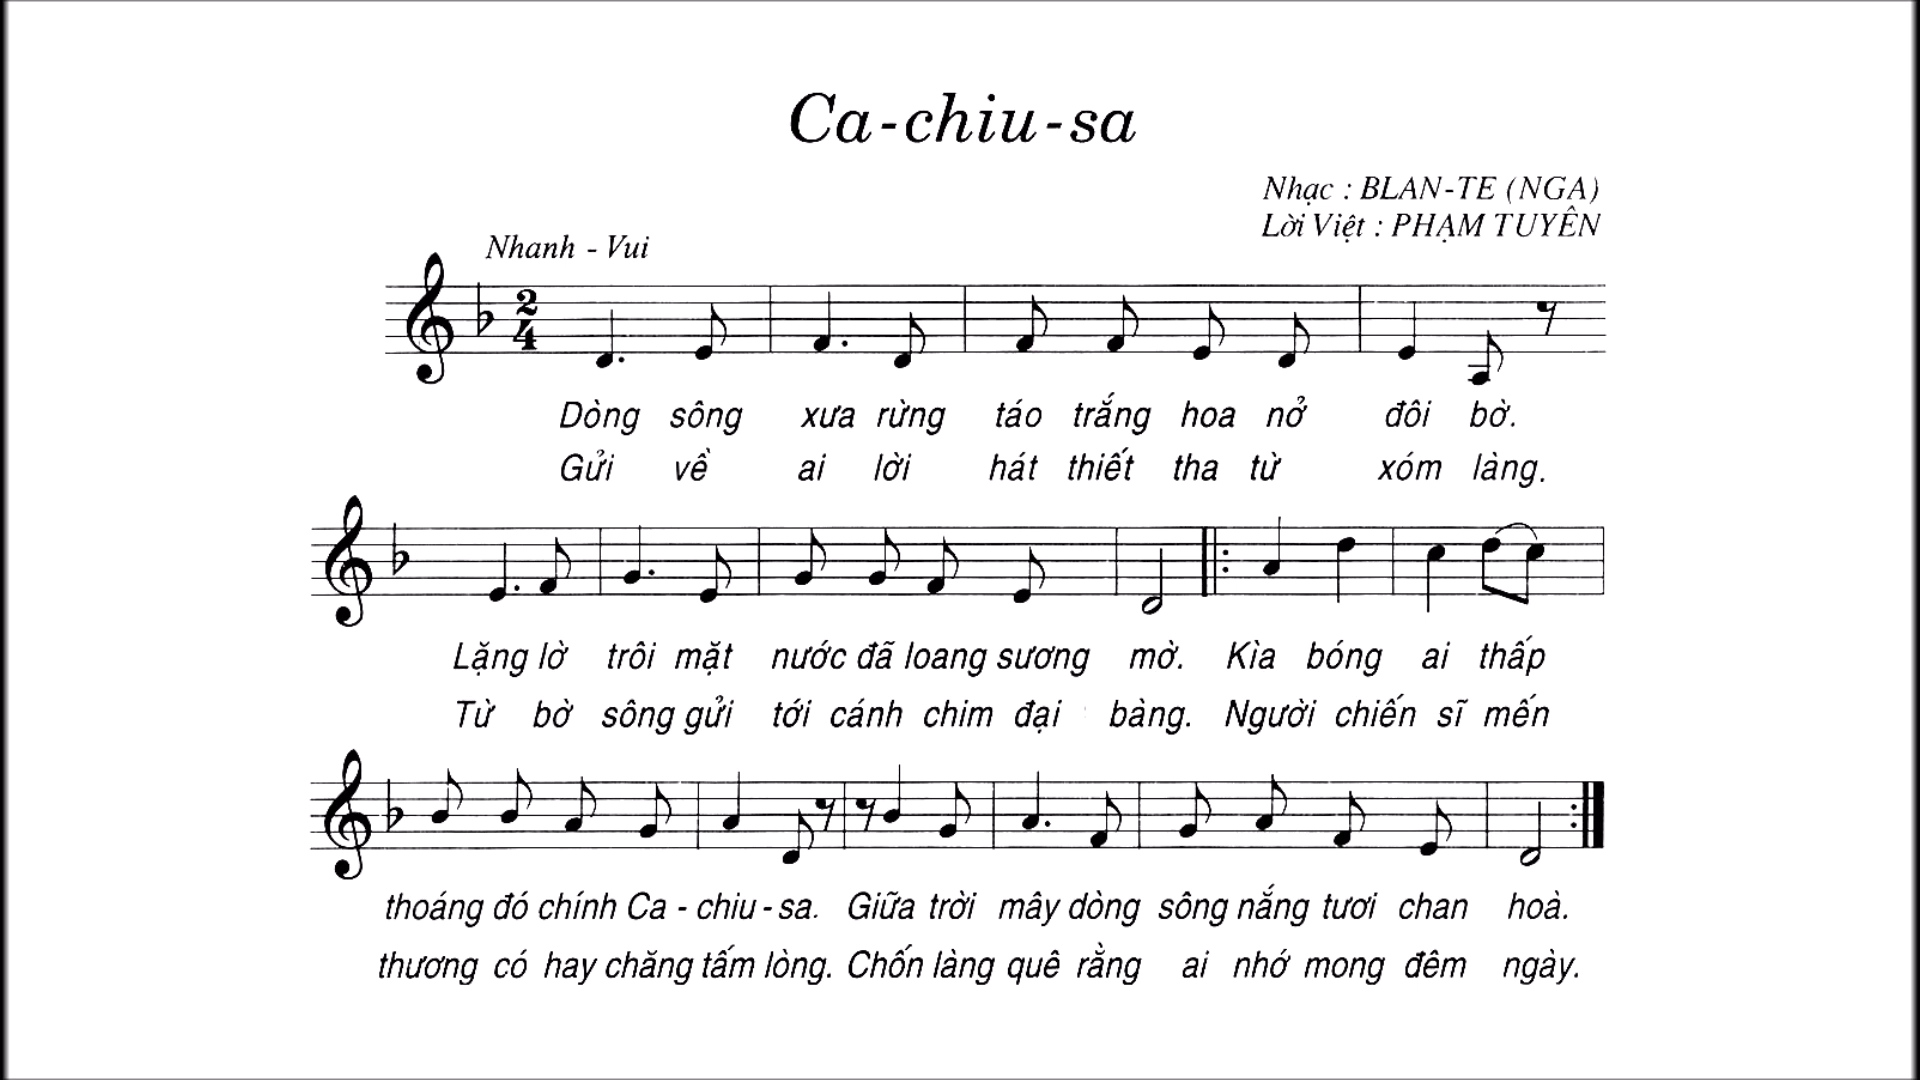 Ca-chiu-sa
Nhạc : BLAN-TE (NGA)
Lời Việt : PHẠM TUYÊN
Nhanh - Vui
2
4
Dòng sông xưa rừng táo trắng hoa nở đôi bờ.
Gửi về ai lời hát thiết tha từ xóm làng.
Lặng lờ trôi mặt nước đã loang sương mờ. Kìa bóng ai thấp
Từ bờ sông gửi tới cánh chim đại bàng. Người chiến sĩ mến
thoáng đó chính Ca - chiu - sa. Giữa trời mây dòng sông nắng tươi chan hoà.
thương có hay chăng tấm lòng. Chốn làng quê rằng ai nhớ mong đêm ngày.